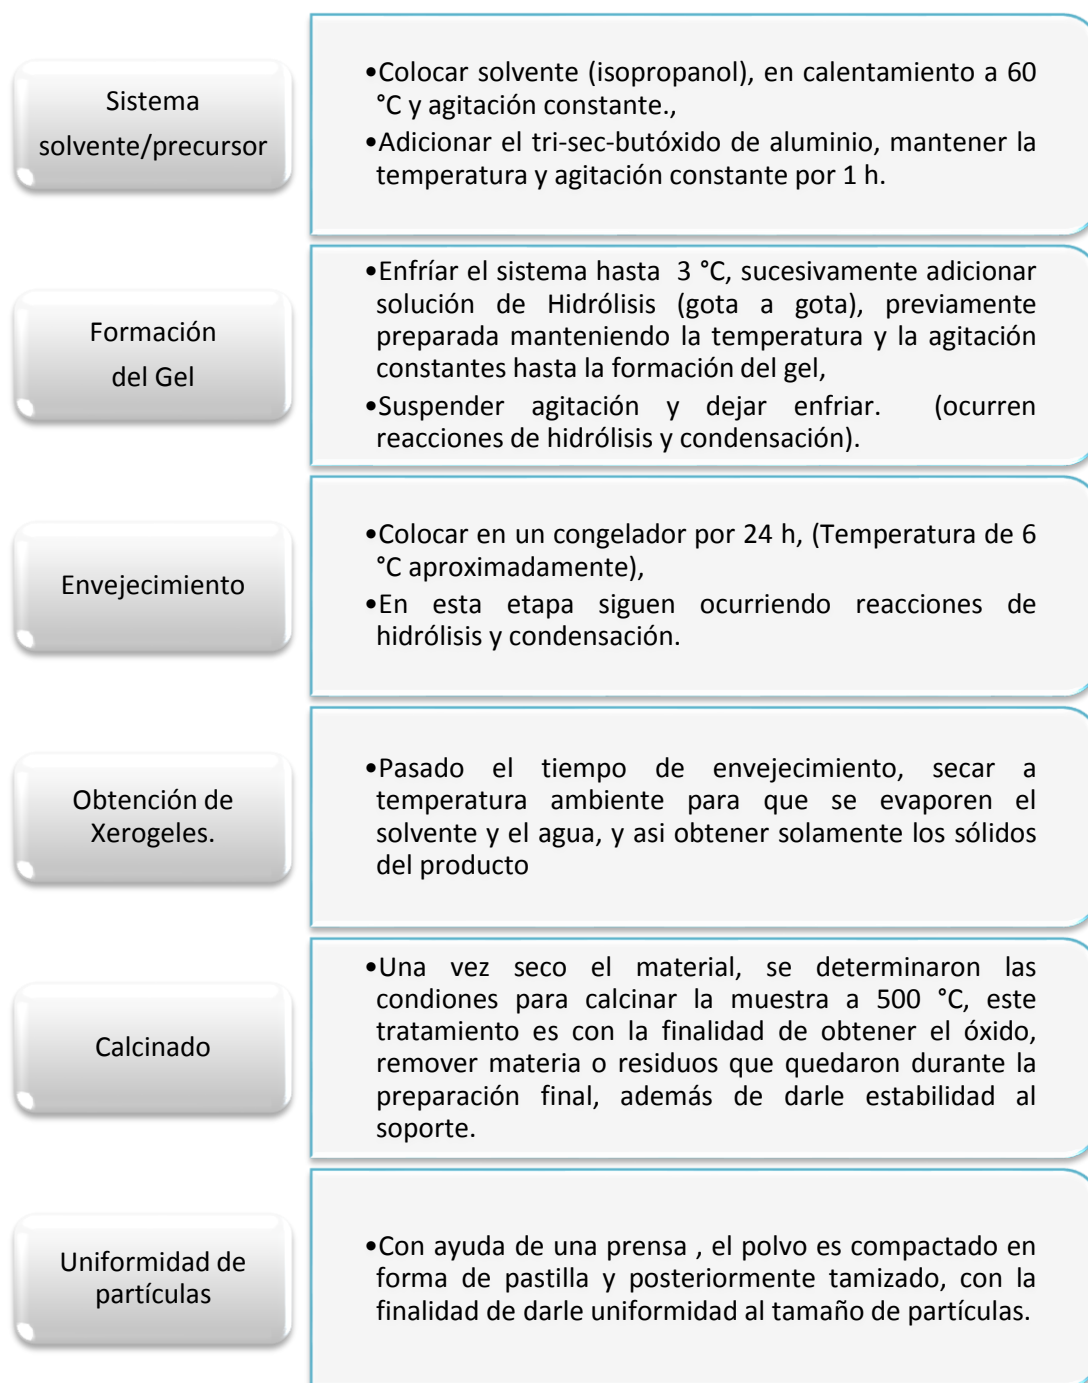 Sistema
solvente/precursor
•Colocar solvente (isopropanol), en calentamiento a 60
°C y agitación constante.,
•Adicionar el tri-sec-butóxido de aluminio, mantener la
temperatura y agitación constante por 1 h.
Formación
del Gel
•Enfríar el sistema hasta 3 °C, sucesivamente adicionar
solución de Hidrólisis (gota a gota), previamente
preparada manteniendo la temperatura y la agitación
constantes hasta la formación del gel,
•Suspender agitación y dejar enfriar. (ocurren
reacciones de hidrólisis y condensación).
Envejecimiento
•Colocar en un congelador por 24 h, (Temperatura de 6
°C aproximadamente),
•En esta etapa siguen ocurriendo reacciones de
hidrólisis y condensación.
Obtención de
Xerogeles.
•Pasado el tiempo de envejecimiento, secar a
temperatura ambiente para que se evaporen el
solvente y el agua, y asi obtener solamente los sólidos
del producto
Calcinado
•Una vez seco el material, se determinaron las
condiones para calcinar la muestra a 500 °C, este
tratamiento es con la finalidad de obtener el óxido,
remover materia o residuos que quedaron durante la
preparación final, además de darle estabilidad al
soporte.
Uniformidad de
partículas
•Con ayuda de una prensa , el polvo es compactado en
forma de pastilla y posteriormente tamizado, con la
finalidad de darle uniformidad al tamaño de partículas.